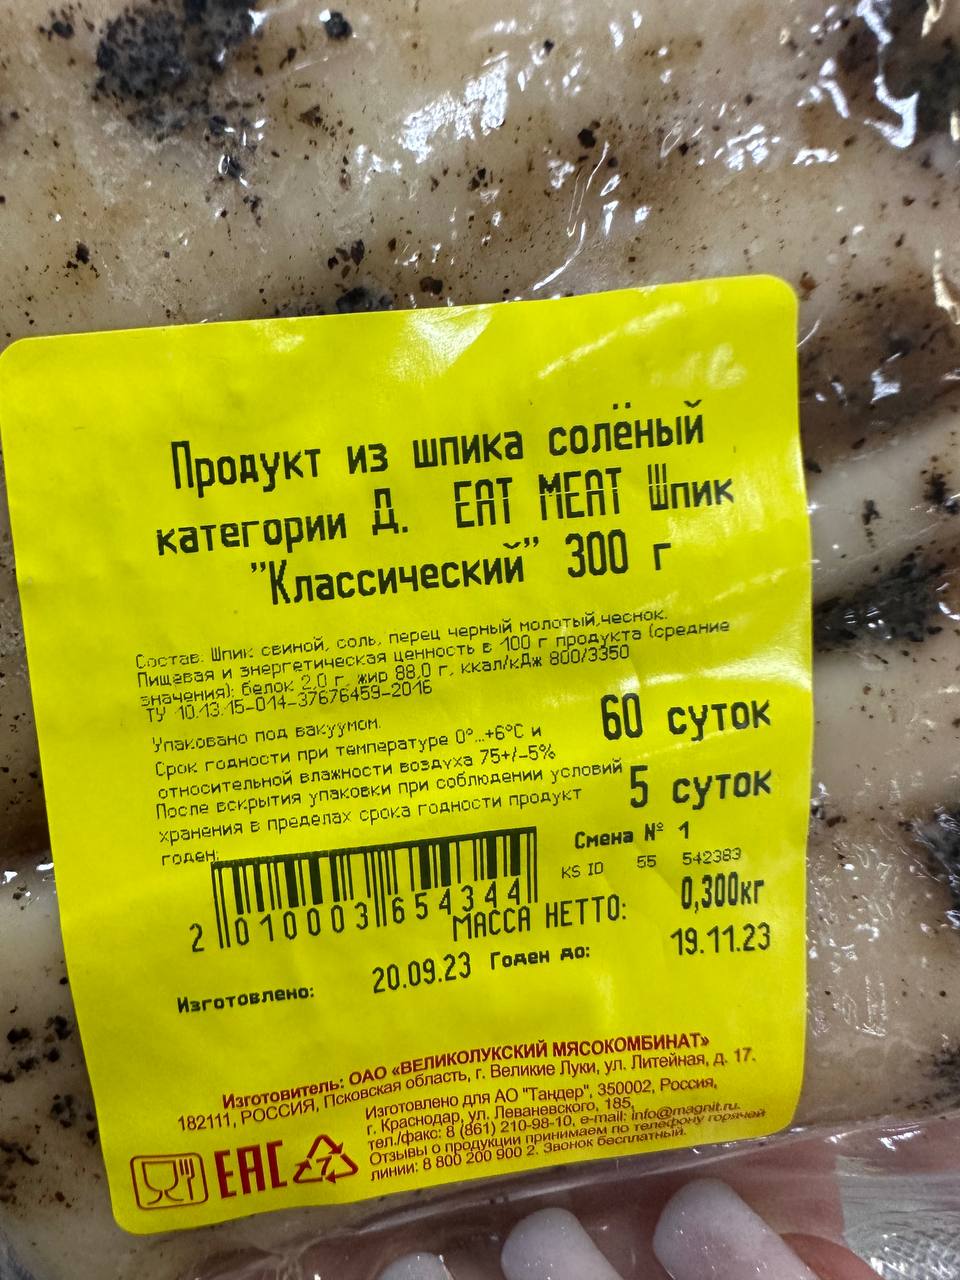 Продукт из шпика солёный
категории Д. EAT MEAT Шпик
"Классический" 300 г
Состав: Шпик свиной, соль, перец черный молотый,чеснок.
Пищевая и энергетическая ценность в 100 г продукта (средние
значения): белок 2,0 г, жир 88,0 г, ккал/кДж 800/3350
ТУ 10.13.15-014-37676459-2016
Упаковано под вакуумом.
Срок годности при температуре 0°...+6°С и
относительной влажности воздуха 75+/-5%
60 суток
После вскрытия упаковки при соблюдении условий
хранения в пределах срока годности продукт
годен:
5 суток
Смена № 1
KS ID 55 542383
2 010003 654344
МАССА НЕТТО: 0,300кг
Изготовлено: 20.09.23 Годен до: 19.11.23
Изготовитель: ОАО «ВЕЛИКОЛУКСКИЙ МЯСОКОМБИНАТ»
182111, РОССИЯ, Псковская область, г. Великие Луки, ул. Литейная, д. 17.
Изготовлено для АО "Тандер", 350002, Россия,
г. Краснодар, ул. Леваневского, 185,
тел./факс: 8 (861) 210-98-10, e-mail: info@magnit.ru.
Отзывы о продукции принимаем по телефону горячей
линии: 8 800 200 900 2. Звонок бесплатный.
EAC 7